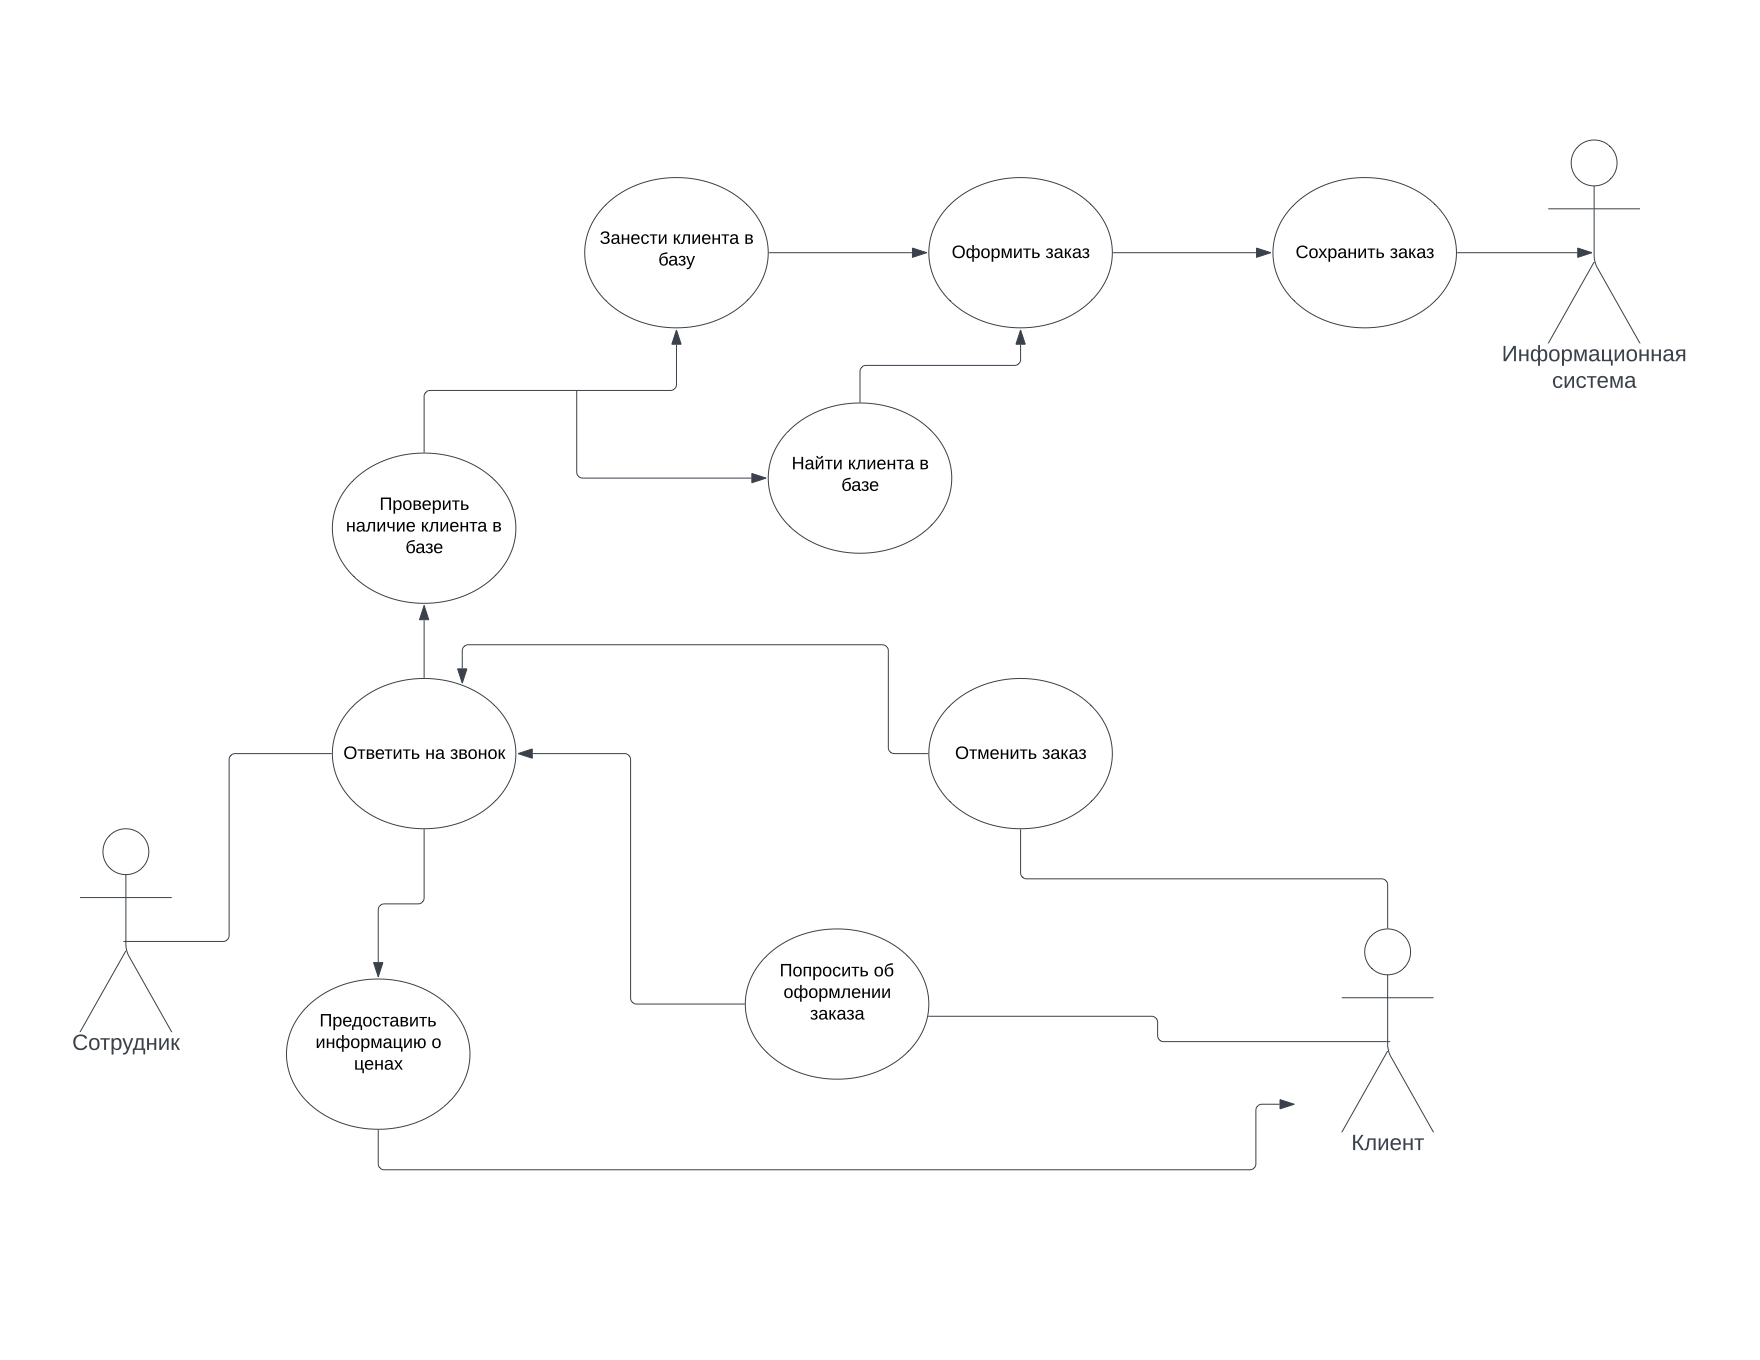 Занести клиента в
базу
Оформить заказ
Сохранить заказ
Информационная
система
Найти клиента в
базе
Проверить
наличие клиента в
базе
Ответить на звонок
Отменить заказ
Сотрудник
Попросить об
оформлении
заказа
Предоставить
информацию о
ценах
Клиент